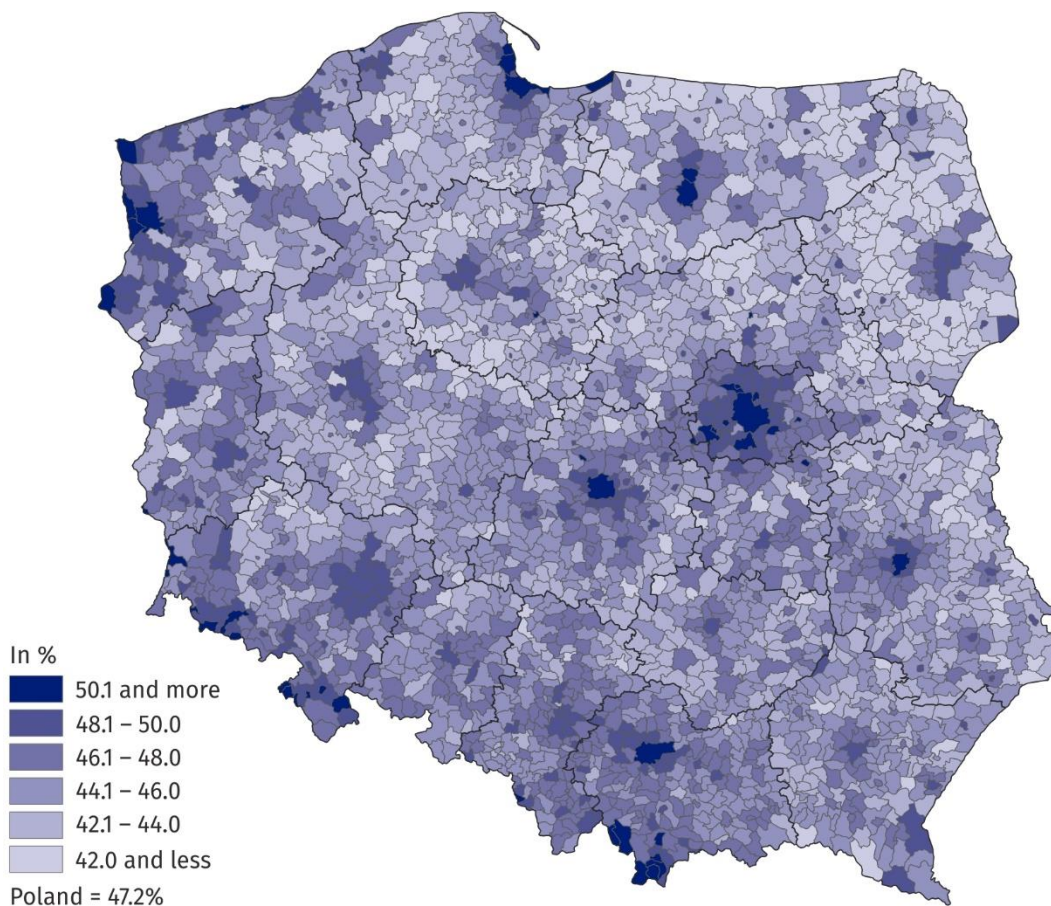 In %
50.1 and more
48.1 – 50.0
46.1 – 48.0
44.1 – 46.0
42.1 – 44.0
42.0 and less
Poland = 47.2%